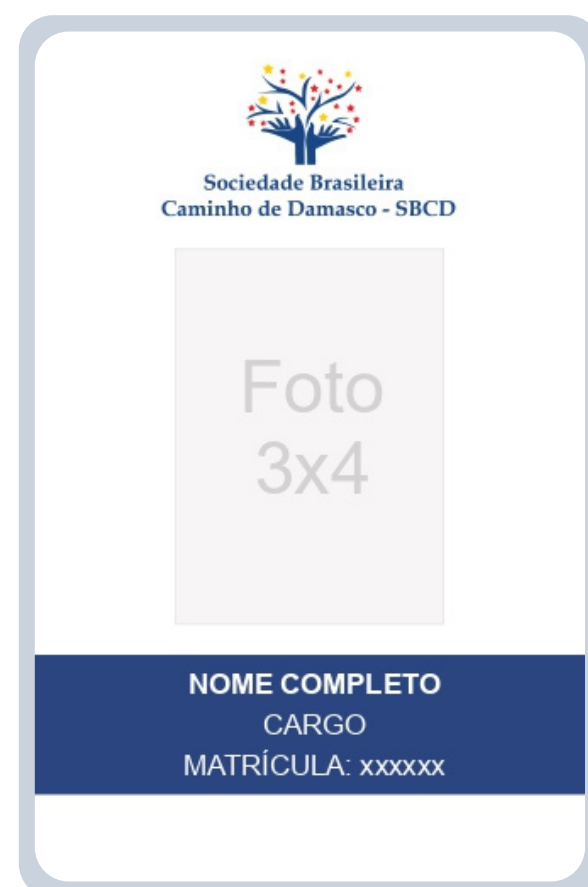 Sociedade Brasileira
Caminho de Damasco - SBCD
Foto
3x4
NOME COMPLETO
CARGO
MATRÍCULA: xxxxxx